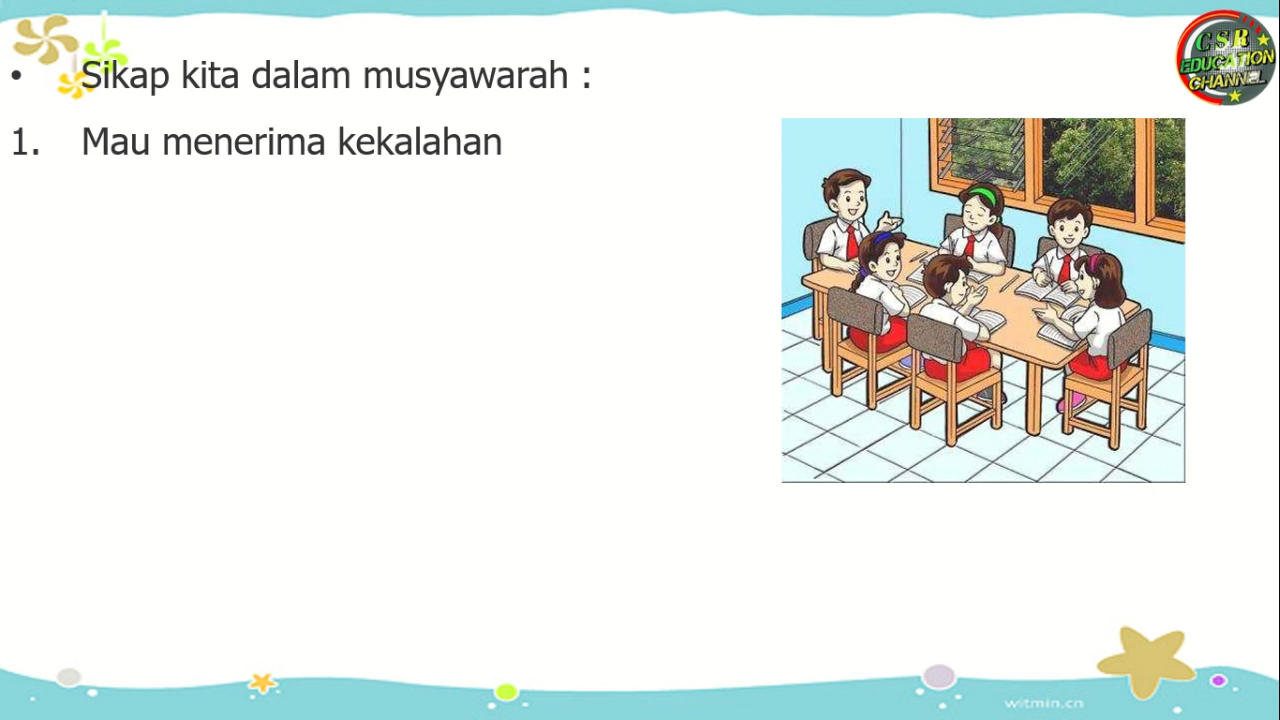 • Sikap kita dalam musyawarah :
1. Mau menerima kekalahan
CSR
EDUCATION
CHANNEL
witmin.cn